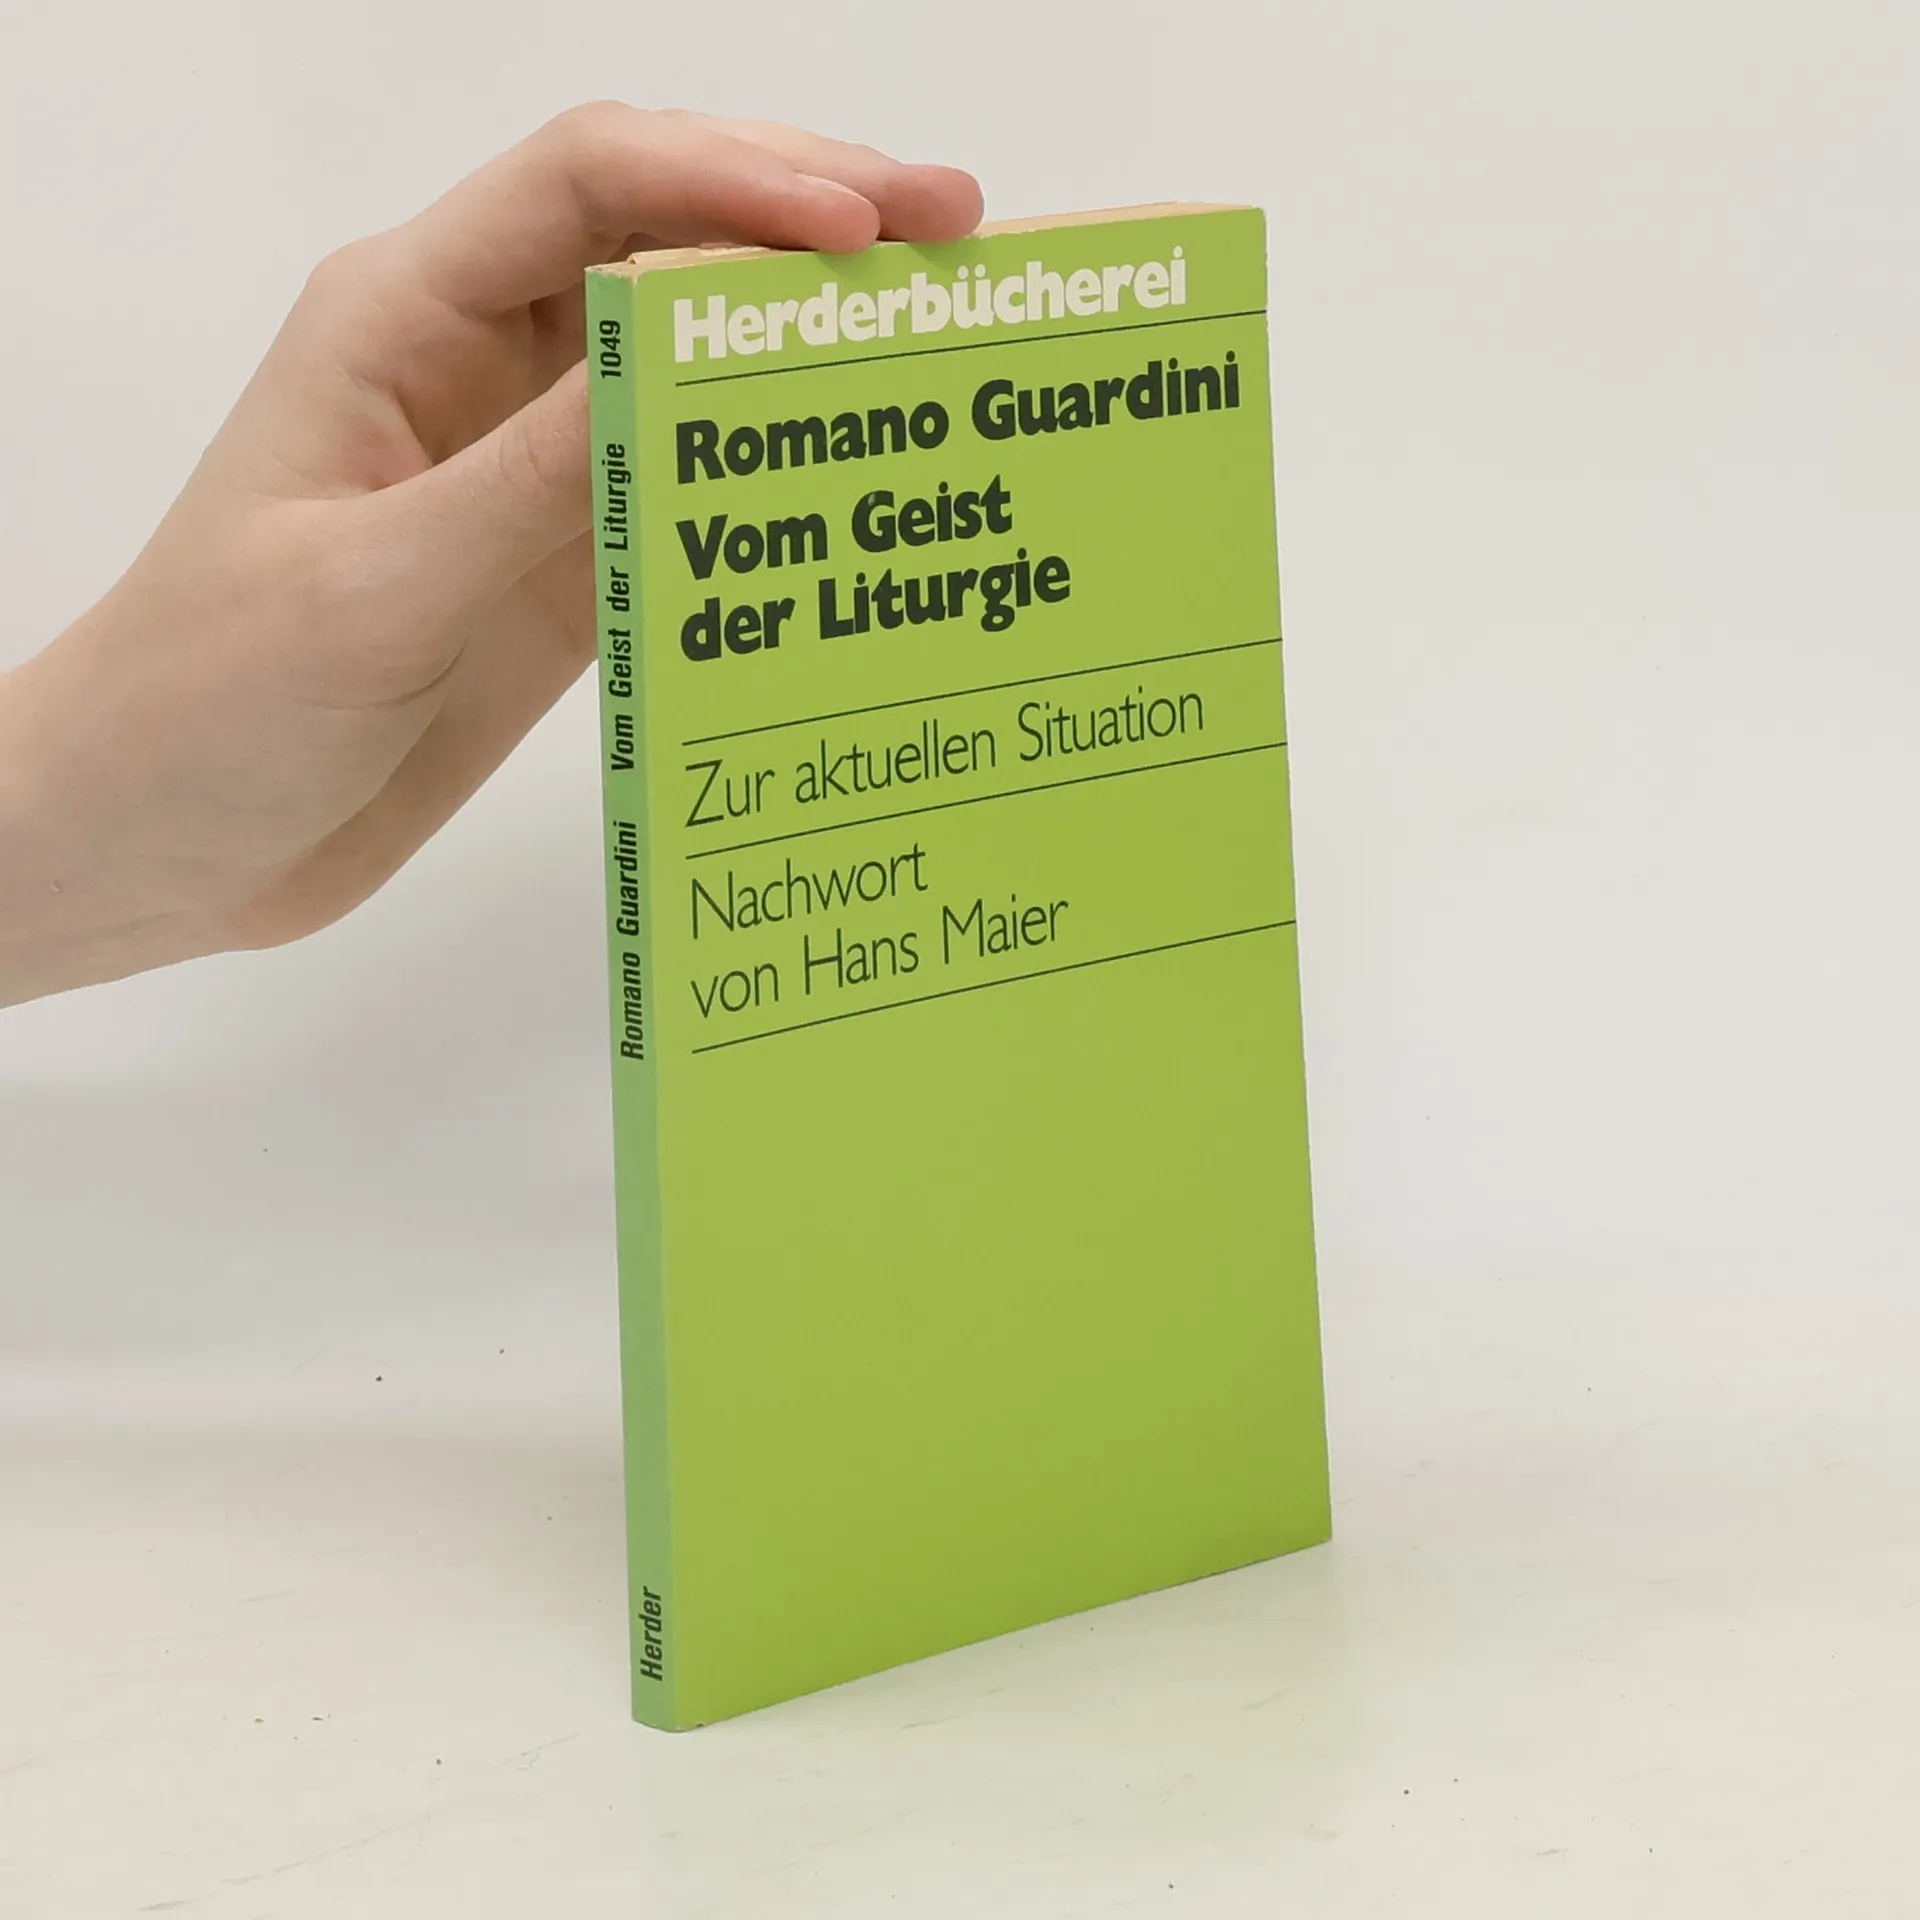 Herderbücherei
Romano Guardini
Vom Geist
der Liturgie
Zur aktuellen Situation
Nachwort
von Hans Maier
Herder Romano Guardini Vom Geist der Liturgie 1049